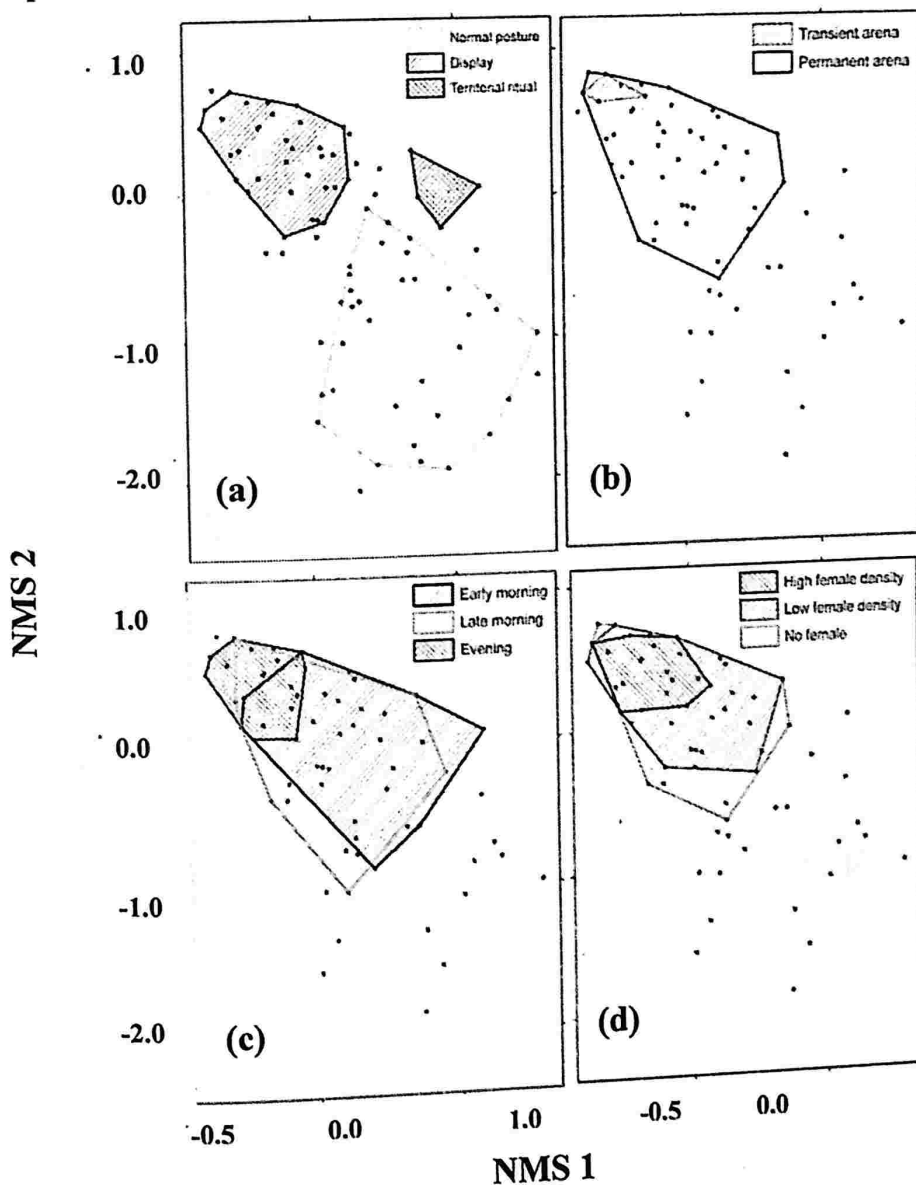 Normal posture
Display
Territorial ritual
Transient arena
Permanent arena
1.0
0.0
-1.0
-2.0
(a)
(b)
NMS 2
Early morning
Late morning
Evening
High female density
Low female density
No female
1.0
0.0
-1.0
-2.0
(c)
(d)
-0.5
0.0
1.0
-0.5
0.0
NMS 1